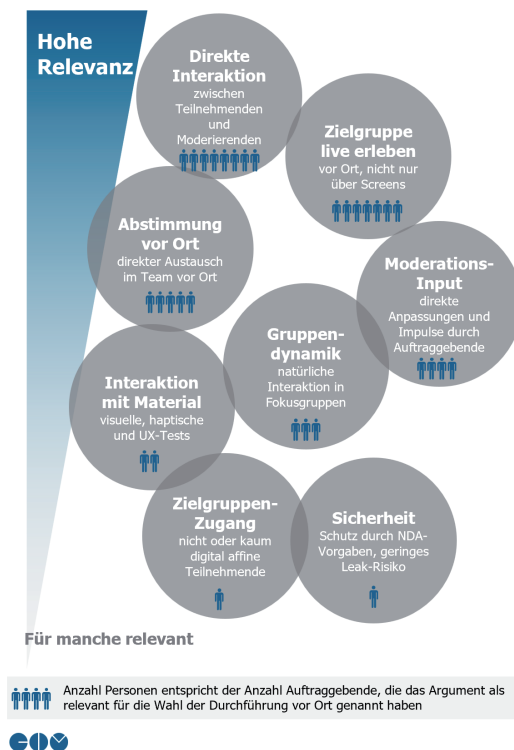 Hohe
Relevanz
Direkte
Interaktion
zwischen
Teilnehmenden
und
Moderierenden
Zielgruppe
live erleben
vor Ort, nicht nur
über Screens
Abstimmung
vor Ort
direkter Austausch
im Team vor Ort
Moderations-
Input
direkte
Anpassungen und
Impulse durch
Auftraggebende
Gruppen-
dynamik
natürliche
Interaktion in
Fokusgruppen
Interaktion
mit Material
visuelle, haptische
und UX-Tests
Zielgruppen-
Zugang
nicht oder kaum
digital affine
Teilnehmende
Sicherheit
Schutz durch NDA-
Vorgaben, geringes
Leak-Risiko
Für manche relevant
Anzahl Personen entspricht der Anzahl Auftraggebende, die das Argument als
relevant für die Wahl der Durchführung vor Ort genannt haben